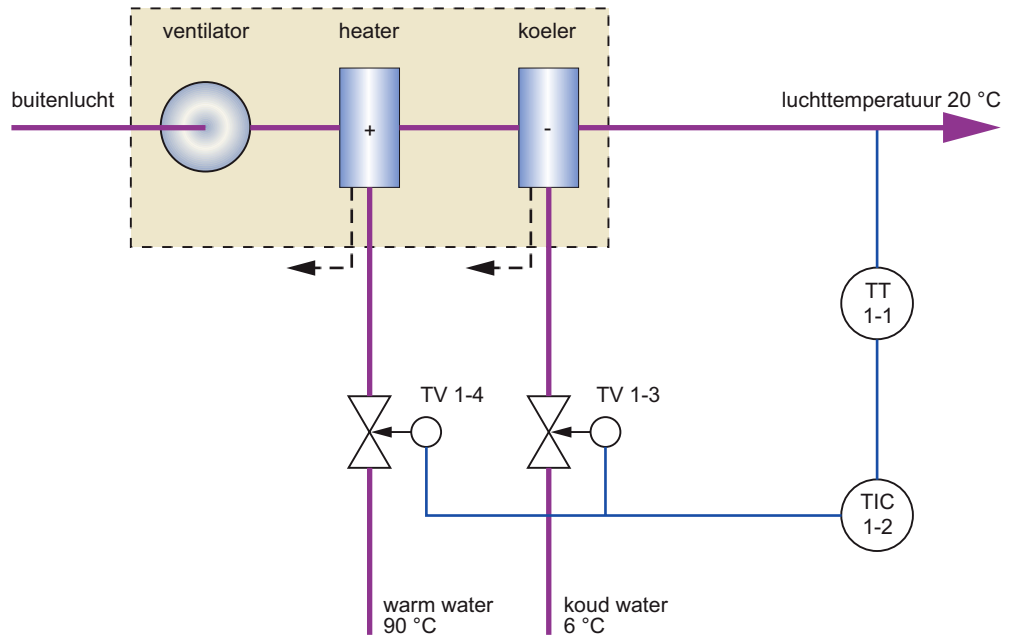 ventilator
heater
koeler
buitenlucht
luchttemperatuur 20 °C
+
-
TT
1-1
TV 1-4
TV 1-3
TIC
1-2
warm water
90 °C
koud water
6 °C